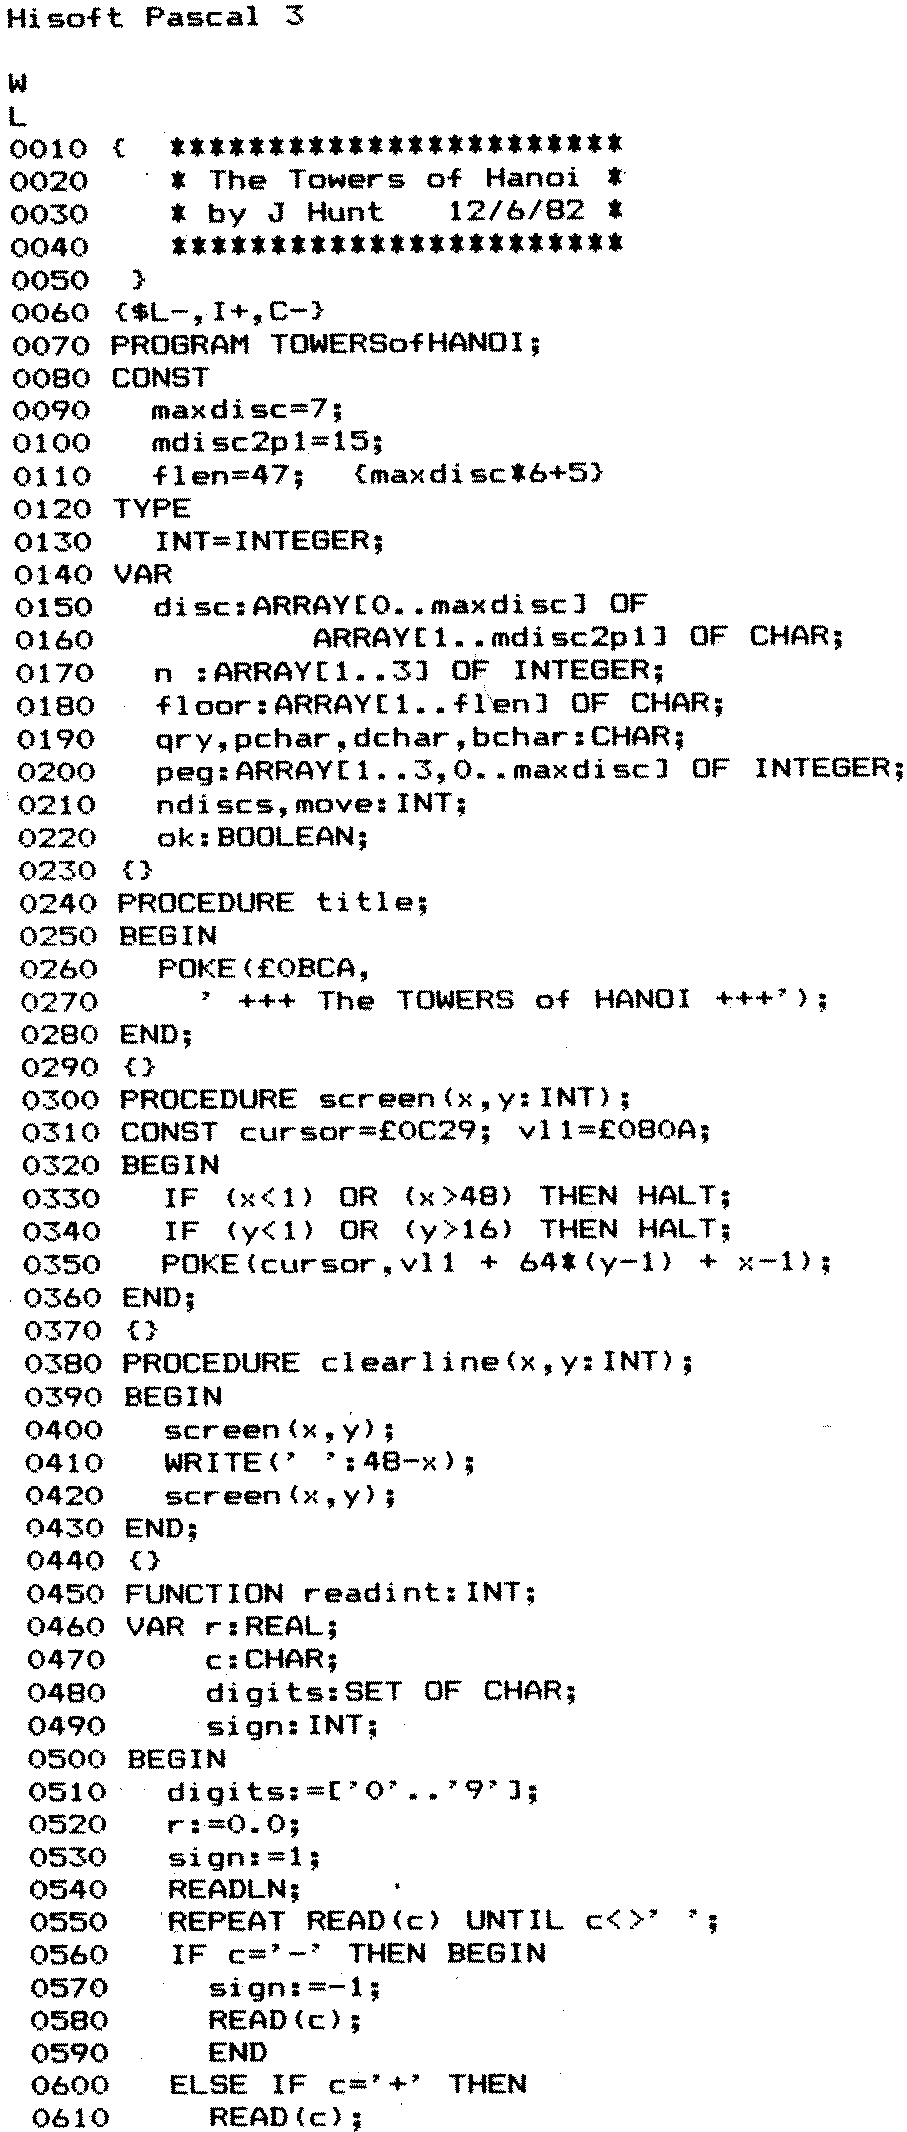 Hisoft Pascal 3

W
L
0010 {  ***********************
0020    * The Towers of Hanoi *
0030    * by J Hunt   12/6/82 *
0040    ***********************
0050  }
0060 {$L-,I+,C-}
0070 PROGRAM TOWERSofHANOI;
0080 CONST
0090   maxdisc=7;
0100   mdisc2p1=15;
0110   flen=47;  {maxdisc*6+5}
0120 TYPE
0130   INT=INTEGER;
0140 VAR
0150   disc:ARRAY[0..maxdisc] OF
0160           ARRAY[1..mdisc2p1] OF CHAR;
0170   n :ARRAY[1..3] OF INTEGER;
0180   floor:ARRAY[1..flen] OF CHAR;
0190   qry,pchar,dchar,bchar:CHAR;
0200   peg:ARRAY[1..3,0..maxdisc] OF INTEGER;
0210   ndiscs,move:INT;
0220   ok:BOOLEAN;
0230 {}
0240 PROCEDURE title;
0250 BEGIN
0260   POKE(£0BCA,
0270     ' +++ The TOWERS of HANOI +++');
0280 END;
0290 {}
0300 PROCEDURE screen(x,y:INT);
0310 CONST cursor=£0C29; vl1=£080A;
0320 BEGIN
0330   IF (x<1) OR (x>48) THEN HALT;
0340   IF (y<1) OR (y>16) THEN HALT;
0350   POKE(cursor,vl1 + 64*(y-1) + x-1);
0360 END;
0370 {}
0380 PROCEDURE clearline(x,y:INT);
0390 BEGIN
0400   screen(x,y);
0410   WRITE(' ':48-x);
0420   screen(x,y);
0430 END;
0440 {}
0450 FUNCTION readint:INT;
0460 VAR r:REAL;
0470     c:CHAR;
0480     digits:SET OF CHAR;
0490     sign:INT;
0500 BEGIN
0510   digits:=['0'..'9'];
0520   r:=0.0;
0530   sign:=1;
0540   READLN;
0550   REPEAT READ(c) UNTIL c<>' ';
0560   IF c='-' THEN BEGIN
0570     sign:=-1;
0580     READ(c);
0590     END
0600   ELSE IF c='+' THEN
0610     READ(c);